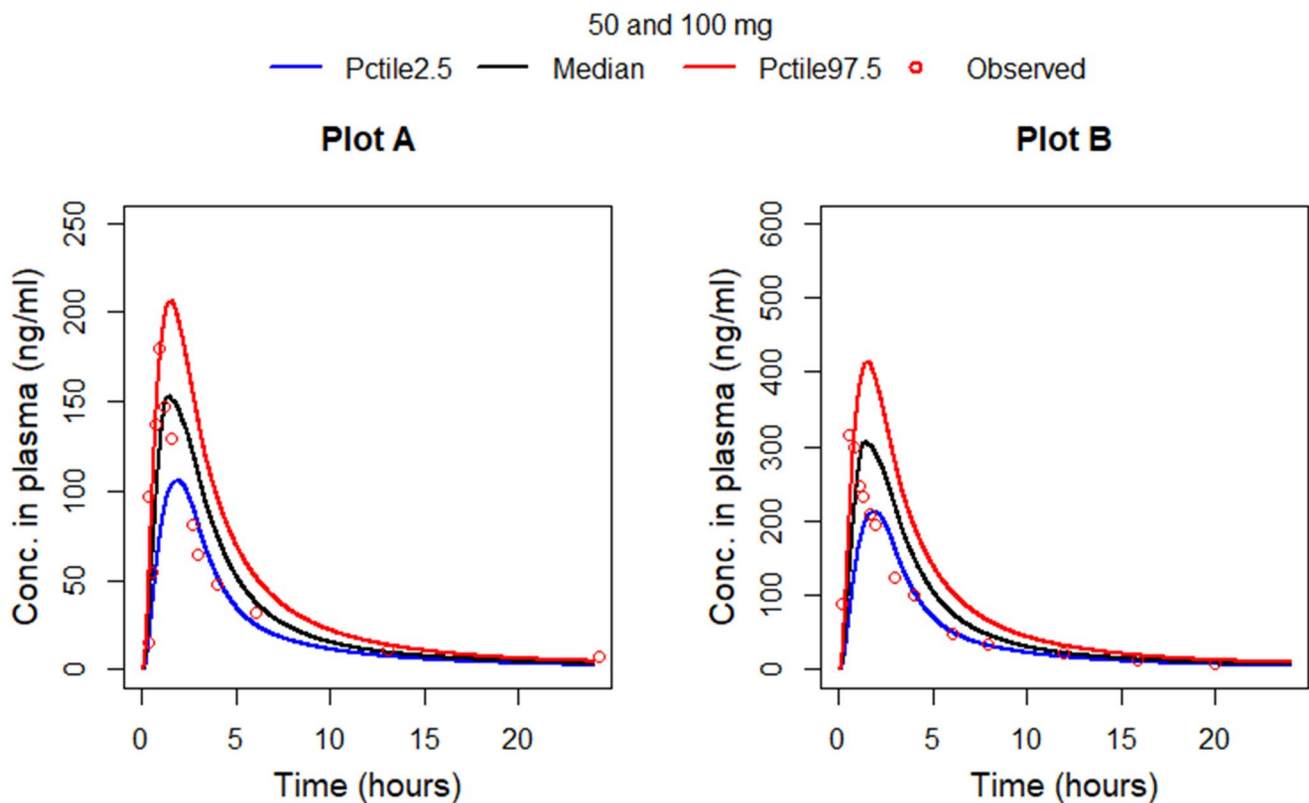 50 and 100 mg
Pctile2.5 Median Pctile97.5 Observed
Plot A
Conc. in plasma (ng/ml)
250
200
150
100
50
0
0 5 10 15 20
Time (hours)
Plot B
Conc. in plasma (ng/ml)
600
500
400
300
200
100
0
0 5 10 15 20
Time (hours)